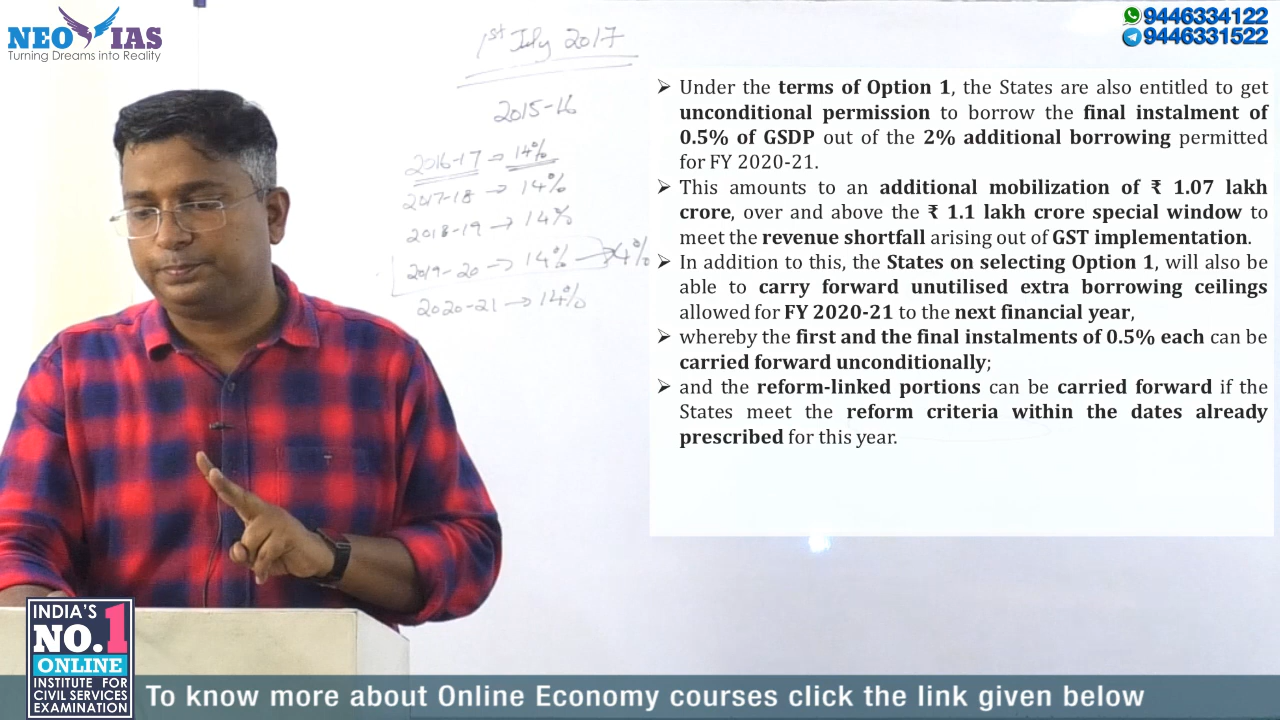 NEO IAS
Turning Dreams into Reality
9446334122
9446331522
1st July 2017
2015-16
2016-17 → 14%
2017-18 → 14%
2018-19 → 14%
2019-20 → 14% → 4%
2020-21 → 14%
➢ Under the terms of Option 1, the States are also entitled to get
unconditional permission to borrow the final instalment of
0.5% of GSDP out of the 2% additional borrowing permitted
for FY 2020-21.
➢ This amounts to an additional mobilization of ₹ 1.07 lakh
crore, over and above the ₹ 1.1 lakh crore special window to
meet the revenue shortfall arising out of GST implementation.
➢ In addition to this, the States on selecting Option 1, will also be
able to carry forward unutilised extra borrowing ceilings
allowed for FY 2020-21 to the next financial year,
➢ whereby the first and the final instalments of 0.5% each can be
carried forward unconditionally;
➢ and the reform-linked portions can be carried forward if the
States meet the reform criteria within the dates already
prescribed for this year.
INDIA'S
NO.1
ONLINE
INSTITUTE FOR
CIVIL SERVICES
EXAMINATION
To know more about Online Economy courses click the link given below